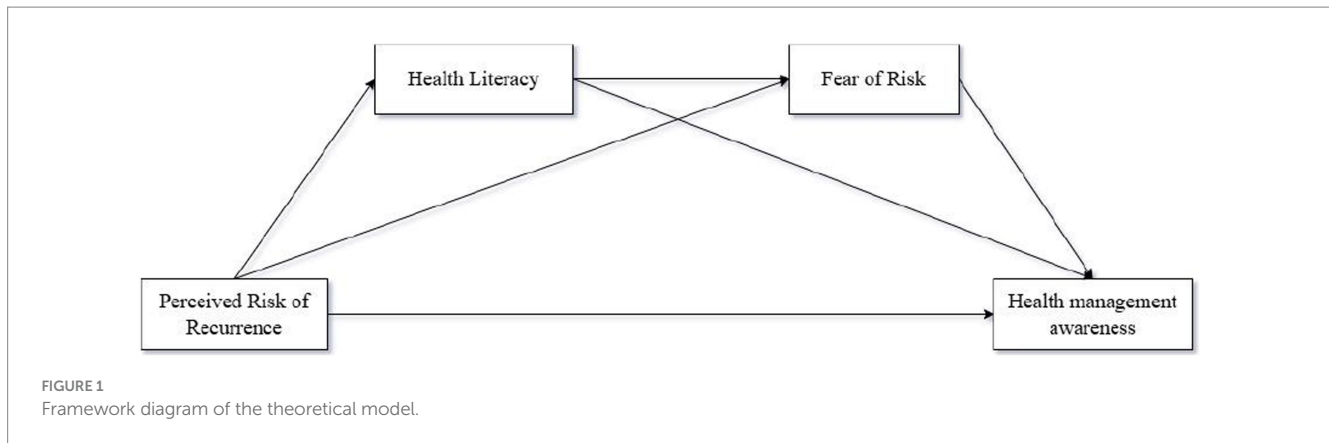 Health Literacy
Fear of Risk
Perceived Risk of
Recurrence
Health management
awareness
FIGURE 1
Framework diagram of the theoretical model.